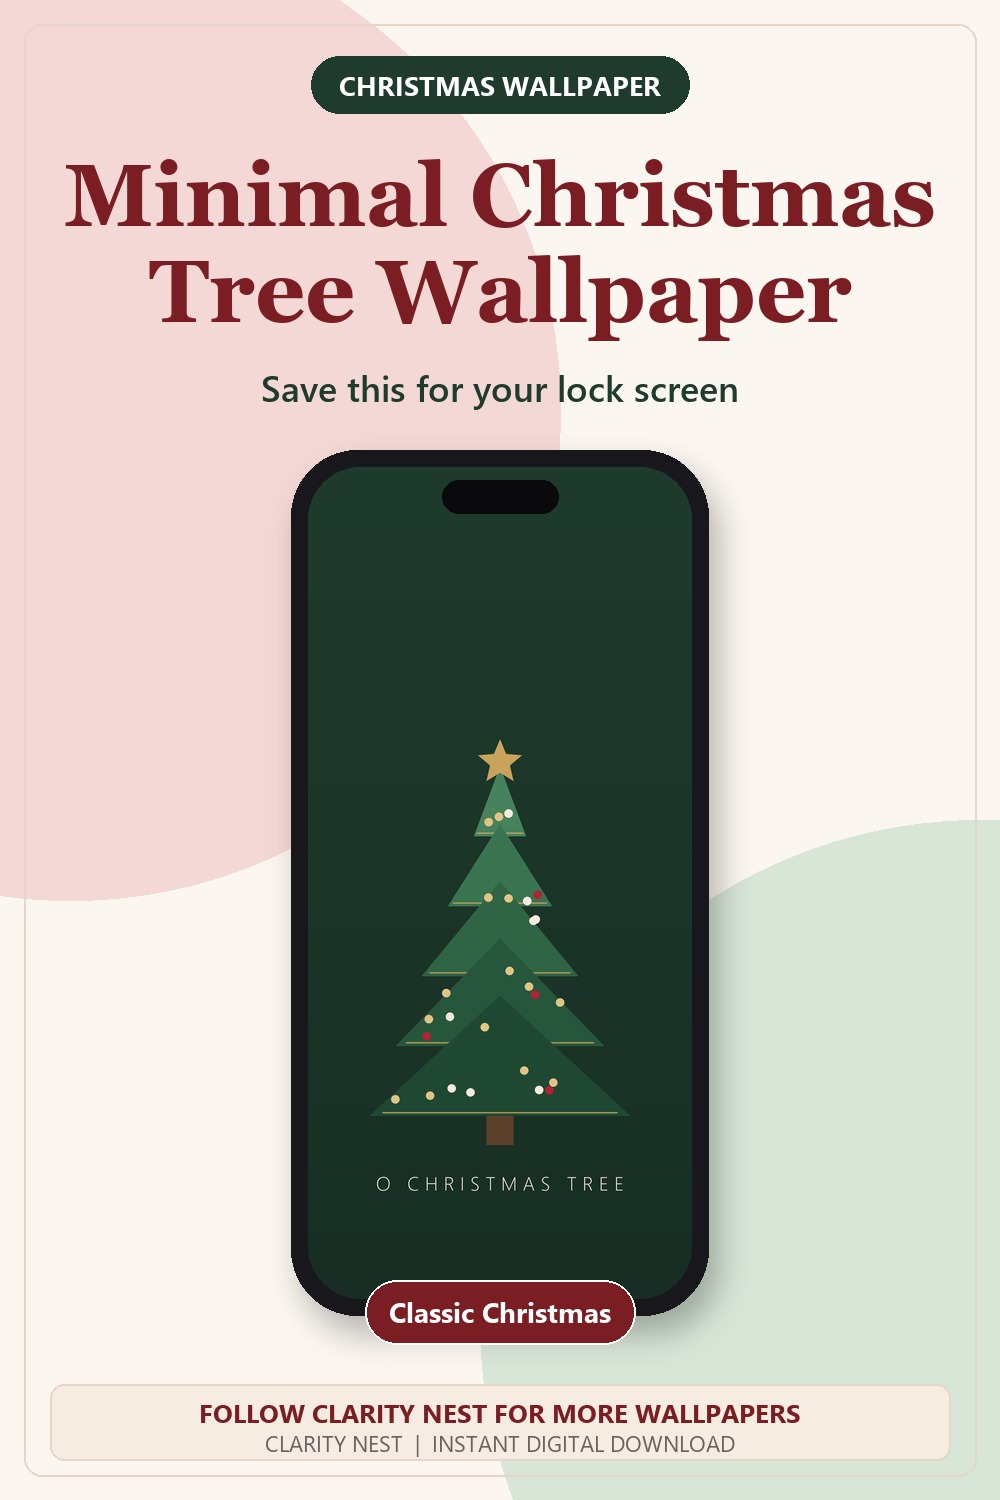 CHRISTMAS WALLPAPER
Minimal Christmas
Tree Wallpaper
Save this for your lock screen
O CHRISTMAS TREE
Classic Christmas
FOLLOW CLARITY NEST FOR MORE WALLPAPERS
CLARITY NEST | INSTANT DIGITAL DOWNLOAD